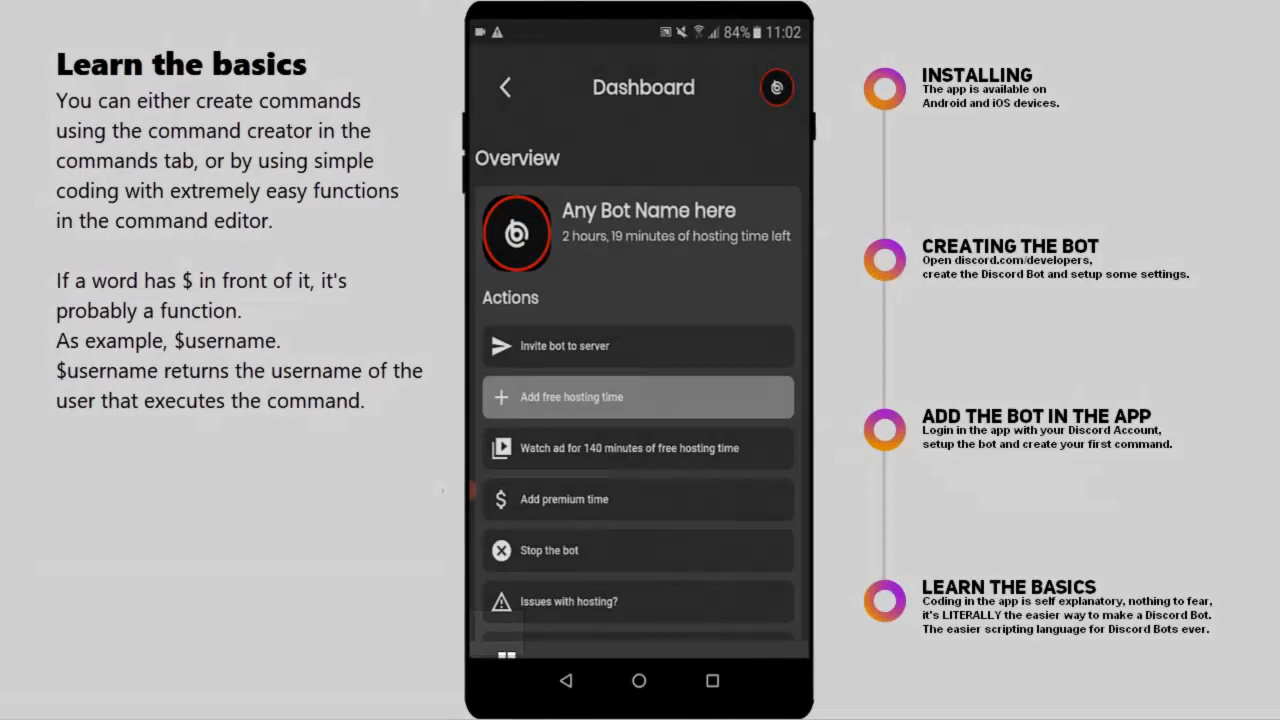 Learn the basics
You can either create commands
using the command creator in the
commands tab, or by using simple
coding with extremely easy functions
in the command editor.
If a word has $ in front of it, it's
probably a function.
As example, $username.
$username returns the username of the
user that executes the command.
84% 11:02
Dashboard
Overview
Any Bot Name here
2 hours, 19 minutes of hosting time left
Actions
Invite bot to server
Add free hosting time
Watch ad for 140 minutes of free hosting time
Add premium time
Stop the bot
Issues with hosting?
INSTALLING
The app is available on
Android and iOS devices.
CREATING THE BOT
Open discord.com/developers,
create the Discord Bot and setup some settings.
ADD THE BOT IN THE APP
Login in the app with your Discord Account,
setup the bot and create your first command.
LEARN THE BASICS
Coding in the app is self explanatory, nothing to fear,
it's LITERALLY the easier way to make a Discord Bot.
The easier scripting language for Discord Bots ever.